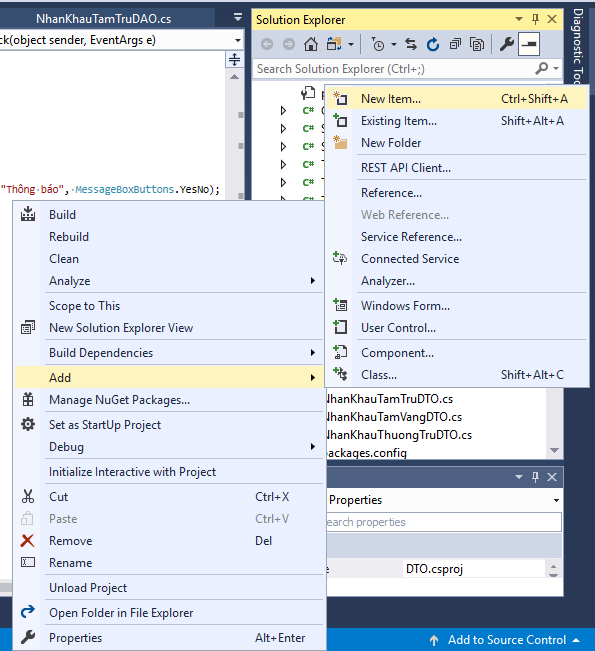 NhanKhauTamTruDAO.cs
ck(object sender, EventArgs e)
"Thông·báo",·MessageBoxButtons.YesNo);
Solution Explorer
Search Solution Explorer (Ctrl+;)
Diagnostic Too
New Item... Ctrl+Shift+A
Existing Item... Shift+Alt+A
New Folder
REST API Client...
Reference...
Web Reference...
Service Reference...
Connected Service
Analyzer...
Windows Form...
User Control...
Component...
Class... Shift+Alt+C
Build
Rebuild
Clean
Analyze
Scope to This
New Solution Explorer View
Build Dependencies
Add
Manage NuGet Packages...
Set as StartUp Project
Debug
Initialize Interactive with Project
Cut Ctrl+X
Paste Ctrl+V
Remove Del
Rename
Unload Project
Open Folder in File Explorer
Properties Alt+Enter
NhanKhauTamTruDTO.cs
NhanKhauTamVangDTO.cs
NhanKhauThuongTruDTO.cs
packages.config
Properties
earch properties
DTO.csproj
Add to Source Control